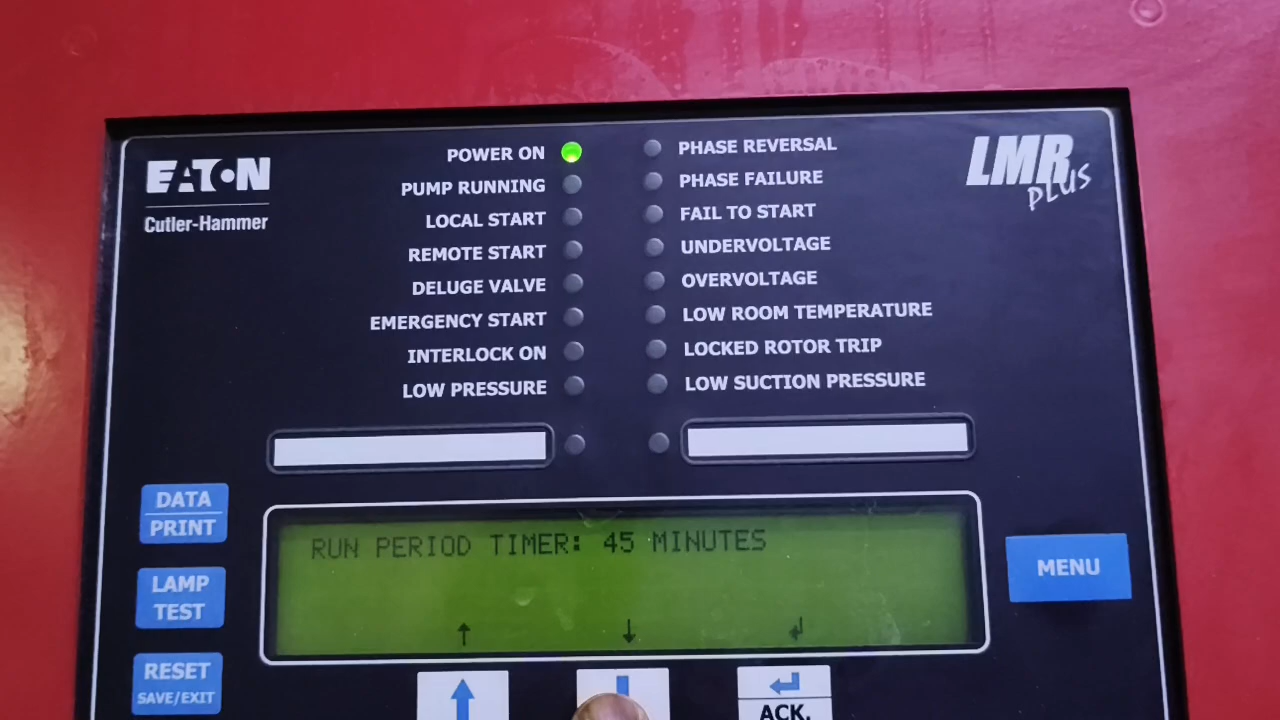 EATON
Cutler-Hammer
LMR
PLUS
POWER ON
PUMP RUNNING
LOCAL START
REMOTE START
DELUGE VALVE
EMERGENCY START
INTERLOCK ON
LOW PRESSURE
PHASE REVERSAL
PHASE FAILURE
FAIL TO START
UNDERVOLTAGE
OVERVOLTAGE
LOW ROOM TEMPERATURE
LOCKED ROTOR TRIP
LOW SUCTION PRESSURE
DATA
PRINT
LAMP
TEST
RESET
SAVE/EXIT
RUN PERIOD TIMER: 45 MINUTES
MENU
ACK.